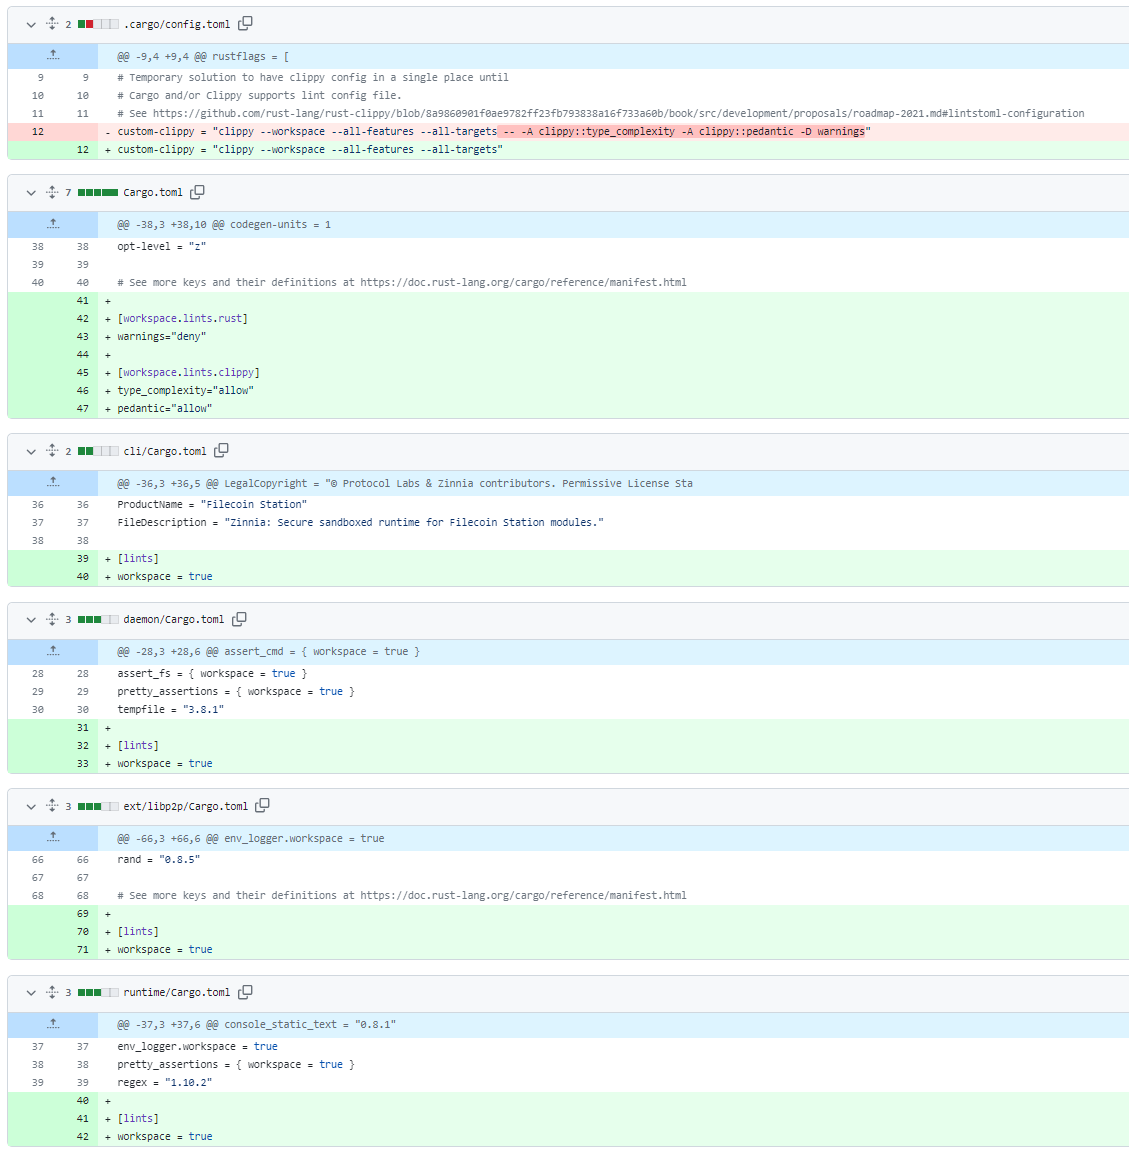 2 .cargo/config.toml
@@ -9,4 +9,4 @@ rustflags = [
9 9 # Temporary solution to have clippy config in a single place until
10 10 # Cargo and/or Clippy supports lint config file.
11 11 # See https://github.com/rust-lang/rust-clippy/blob/8a9860901f0ae9782ff23fb793838a16f733a60b/book/src/development/proposals/roadmap-2021.md#lintstoml-configuration
12 - custom-clippy = "clippy --workspace --all-features --all-targets -- -A clippy::type_complexity -A clippy::pedantic -D warnings"
12 + custom-clippy = "clippy --workspace --all-features --all-targets"
7 Cargo.toml
@@ -38,3 +38,10 @@ codegen-units = 1
38 38 opt-level = "z"
39 39
40 40 # See more keys and their definitions at https://doc.rust-lang.org/cargo/reference/manifest.html
41 +
42 + [workspace.lints.rust]
43 + warnings="deny"
44 +
45 + [workspace.lints.clippy]
46 + type_complexity="allow"
47 + pedantic="allow"
2 cli/Cargo.toml
@@ -36,3 +36,5 @@ LegalCopyright = "© Protocol Labs & Zinnia contributors. Permissive License Sta
36 36 ProductName = "Filecoin Station"
37 37 FileDescription = "Zinnia: Secure sandboxed runtime for Filecoin Station modules."
38 38
39 + [lints]
40 + workspace = true
3 daemon/Cargo.toml
@@ -28,3 +28,6 @@ assert_cmd = { workspace = true }
28 28 assert_fs = { workspace = true }
29 29 pretty_assertions = { workspace = true }
30 30 tempfile = "3.8.1"
31 +
32 + [lints]
33 + workspace = true
3 ext/libp2p/Cargo.toml
@@ -66,3 +66,6 @@ env_logger.workspace = true
66 66 rand = "0.8.5"
67 67
68 68 # See more keys and their definitions at https://doc.rust-lang.org/cargo/reference/manifest.html
69 +
70 + [lints]
71 + workspace = true
3 runtime/Cargo.toml
@@ -37,3 +37,6 @@ console_static_text = "0.8.1"
37 37 env_logger.workspace = true
38 38 pretty_assertions = { workspace = true }
39 39 regex = "1.10.2"
40 +
41 + [lints]
42 + workspace = true